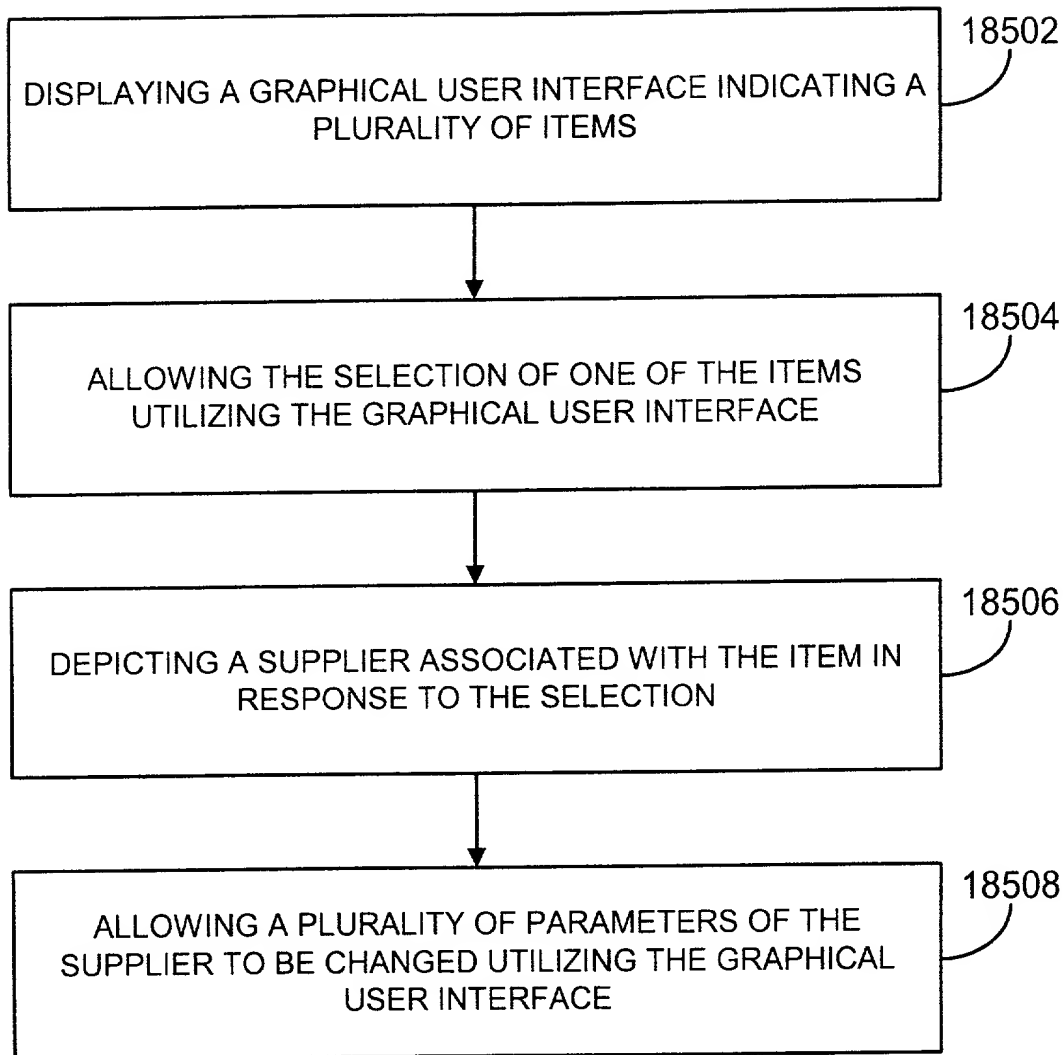 18502
DISPLAYING A GRAPHICAL USER INTERFACE INDICATING A
PLURALITY OF ITEMS
18504
ALLOWING THE SELECTION OF ONE OF THE ITEMS
UTILIZING THE GRAPHICAL USER INTERFACE
18506
DEPICTING A SUPPLIER ASSOCIATED WITH THE ITEM IN
RESPONSE TO THE SELECTION
18508
ALLOWING A PLURALITY OF PARAMETERS OF THE
SUPPLIER TO BE CHANGED UTILIZING THE GRAPHICAL
USER INTERFACE